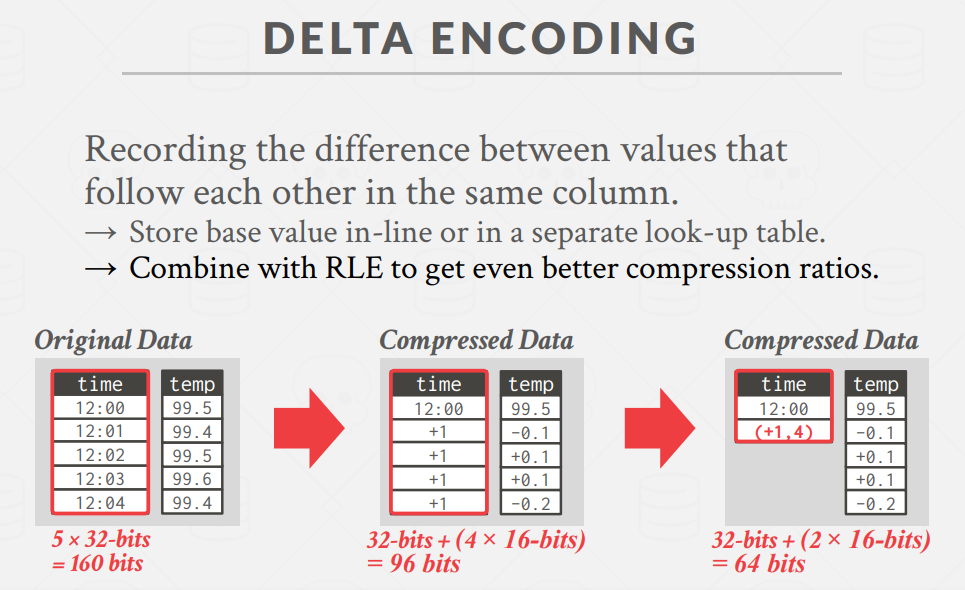 DELTA ENCODING
Recording the difference between values that
follow each other in the same column.
→ Store base value in-line or in a separate look-up table.
→ Combine with RLE to get even better compression ratios.
Original Data
time temp
12:00 99.5
12:01 99.4
12:02 99.5
12:03 99.6
12:04 99.4
5 × 32-bits
= 160 bits
Compressed Data
time temp
12:00 99.5
+1 -0.1
+1 +0.1
+1 +0.1
+1 -0.2
32-bits + (4 × 16-bits)
= 96 bits
Compressed Data
time temp
12:00 99.5
(+1,4) -0.1
+0.1
+0.1
-0.2
32-bits + (2 × 16-bits)
= 64 bits